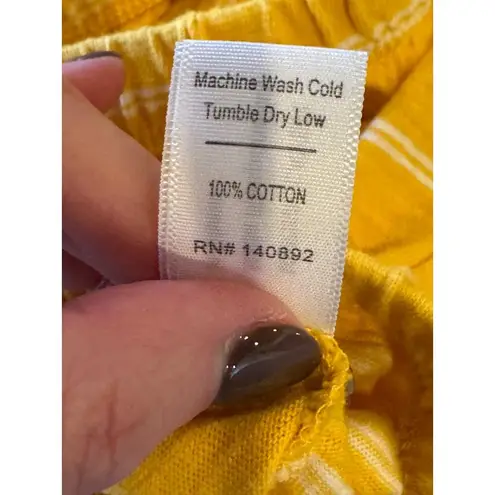 Machine Wash Cold
Tumble Dry Low
100% COTTON
RN# 140892